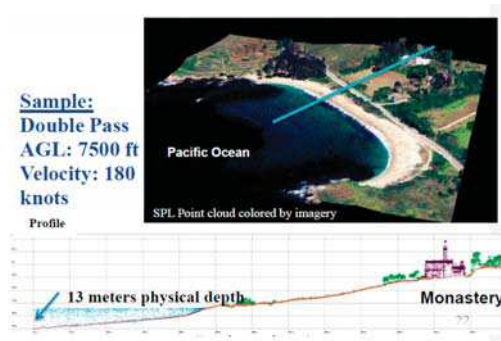 Sample:
Double Pass
AGL: 7500 ft
Velocity: 180
knots
Pacific Ocean
SPL Point cloud colored by imagery
Profile
13 meters physical depth
Monastery
22